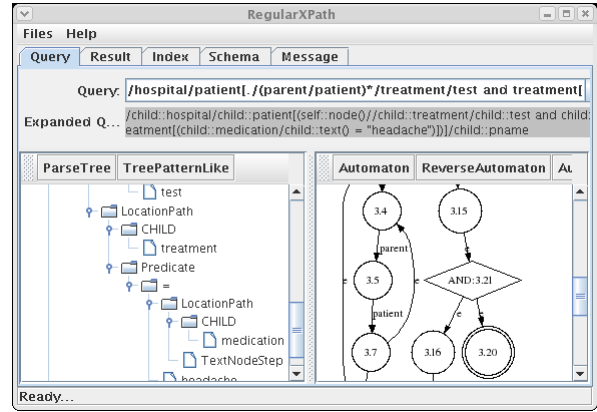 RegularXPath
Files Help
Query Result Index Schema Message
Query: /hospital/patient[./(parent/patient)*/treatment/test and treatment[
Expanded Q... /child::hospital/child::patient[(self::node()//child::treatment/child::test and child:
eatment[(child::medication/child::text() = "headache")])]/child::pname
ParseTree TreePatternLike
Automaton ReverseAutomaton Au
test
LocationPath
CHILD
treatment
Predicate
=
LocationPath
CHILD
medication
TextNodeStep
headache
3.4
3.15
e
parent
e
3.5
e
AND:3.21
patient
e
e
3.7
3.16
3.20
Ready...